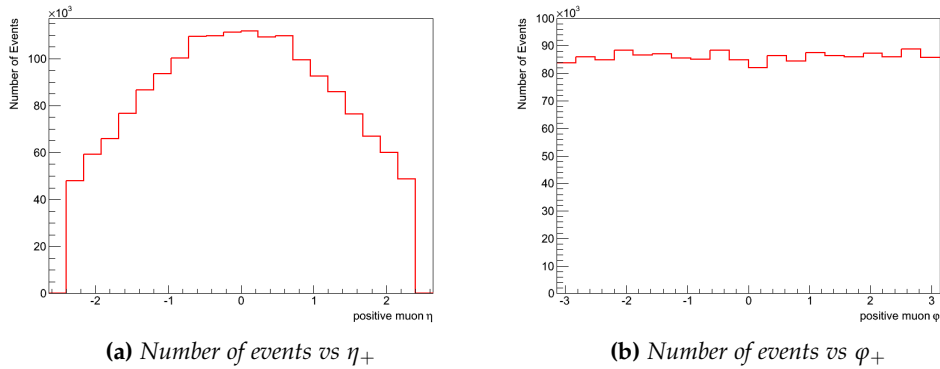 ×10³
Number of Events
100
80
60
40
20
0
-2 -1 0 1 2
positive muon η
(a) Number of events vs η₊
×10³
Number of Events
100
90
80
70
60
50
40
30
20
10
0
-3 -2 -1 0 1 2 3
positive muon φ
(b) Number of events vs φ₊